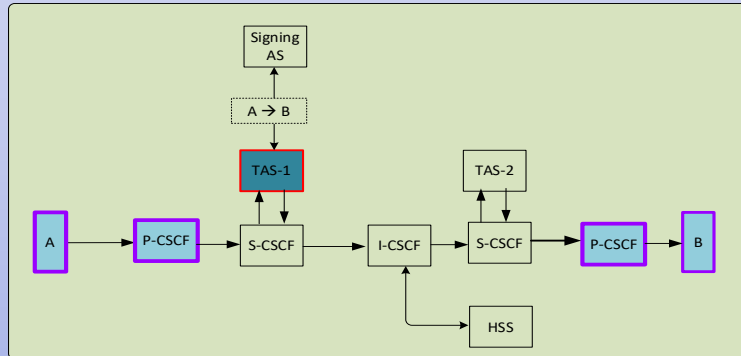 Signing
AS
A → B
TAS-1
TAS-2
A
P-CSCF
S-CSCF
I-CSCF
S-CSCF
P-CSCF
B
HSS